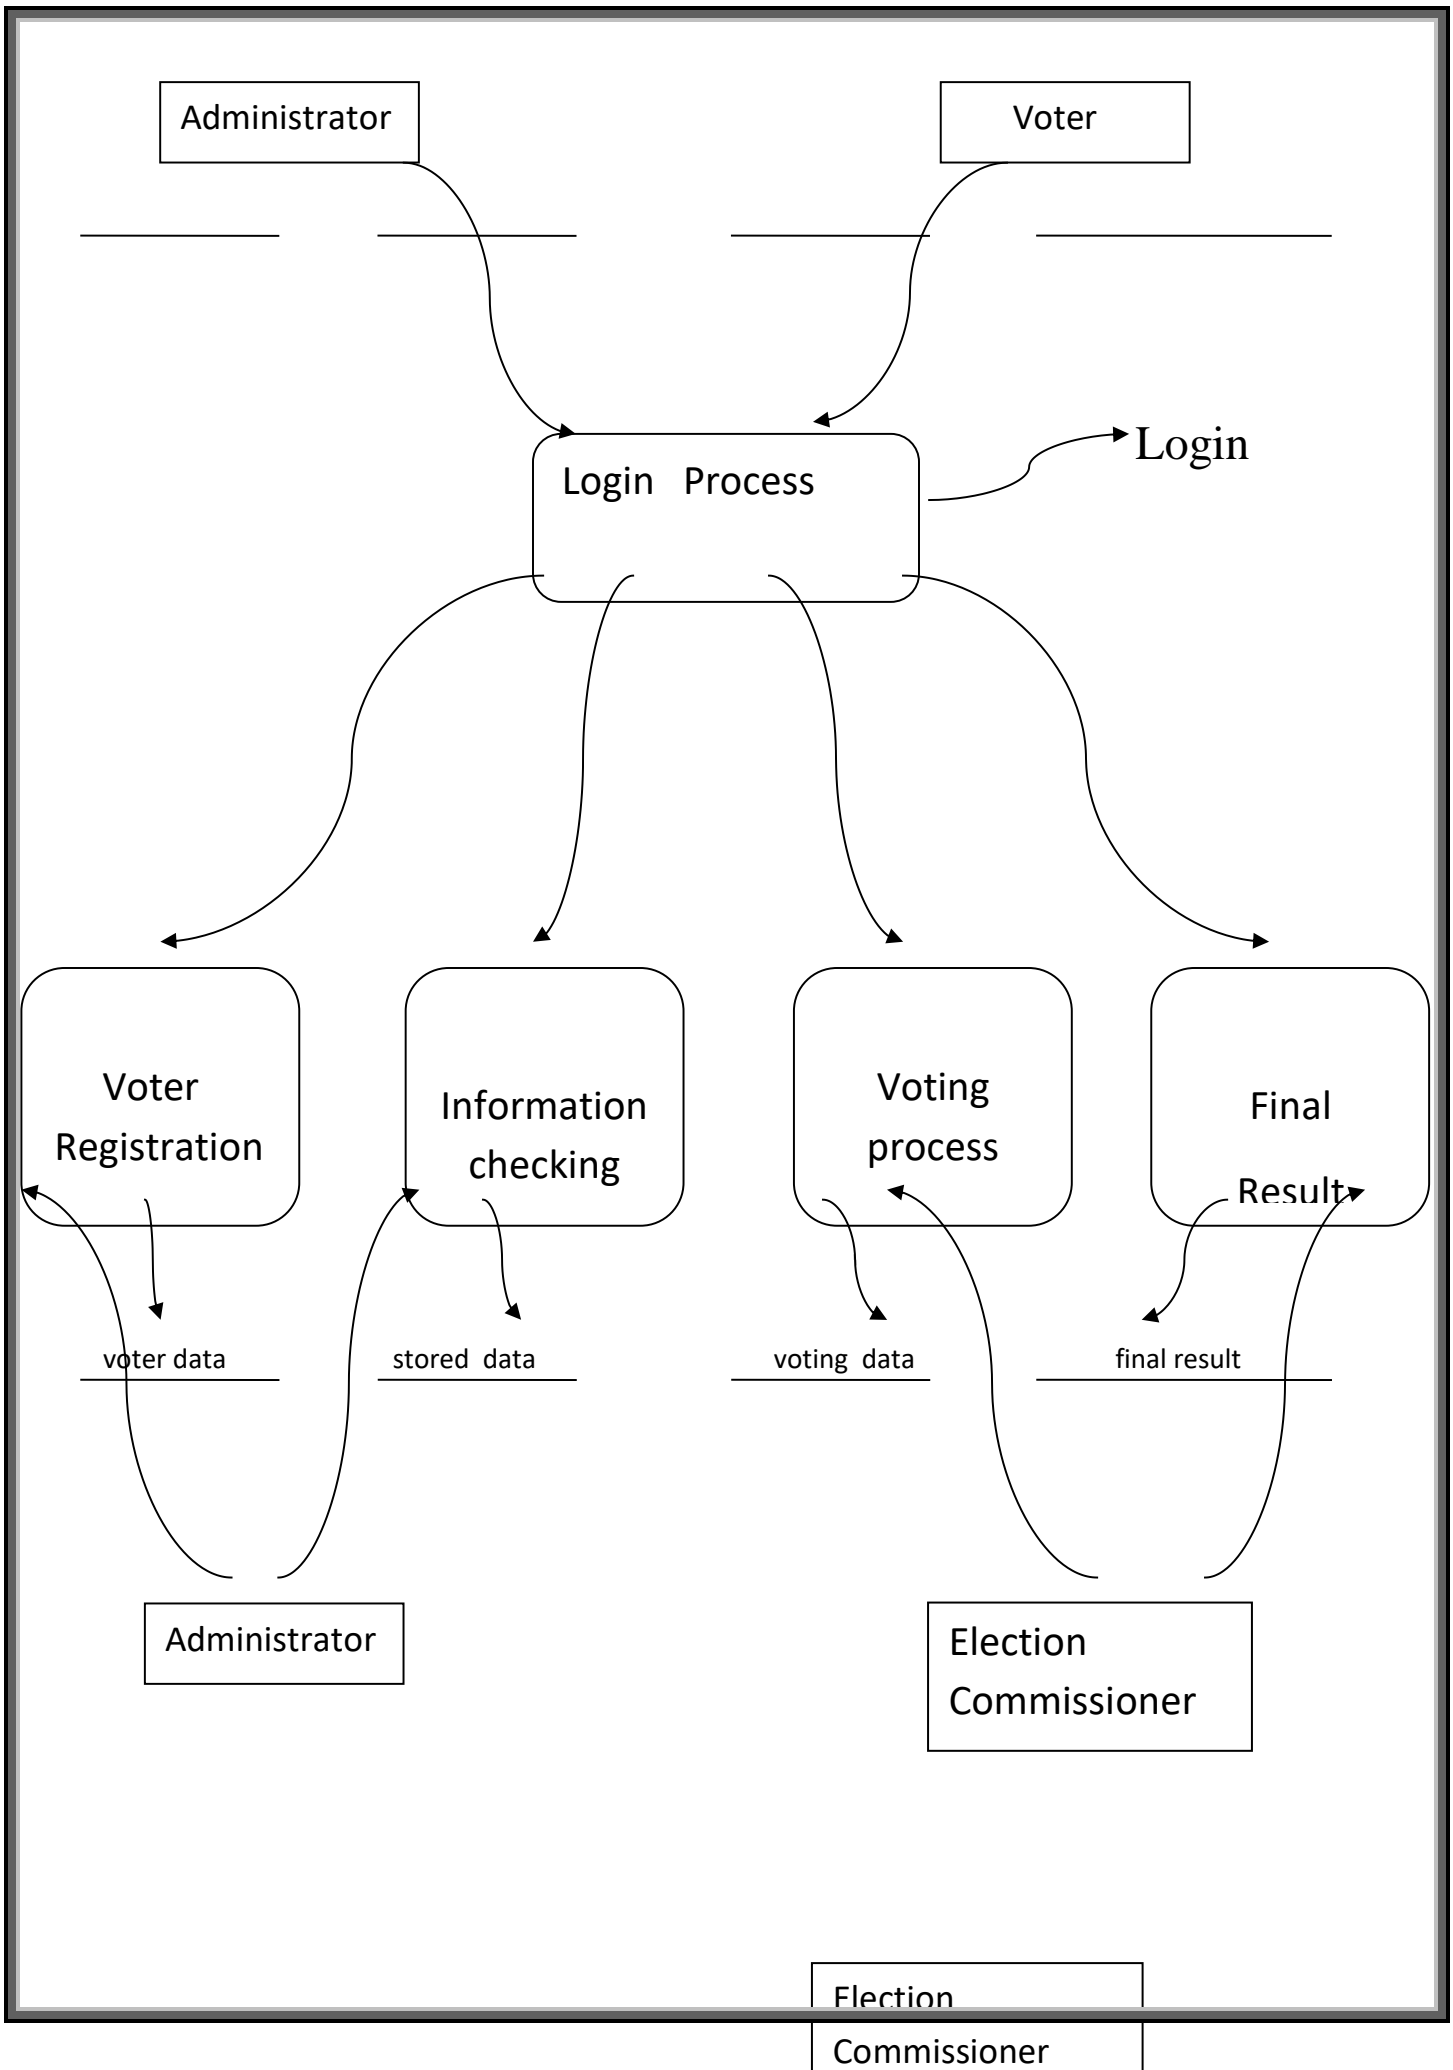 Administrator
Voter
Login
Login Process
Voter
Registration
Information
checking
Voting
process
Final
Result
voter data
stored data
voting data
final result
Administrator
Election
Commissioner
Election
Commissioner